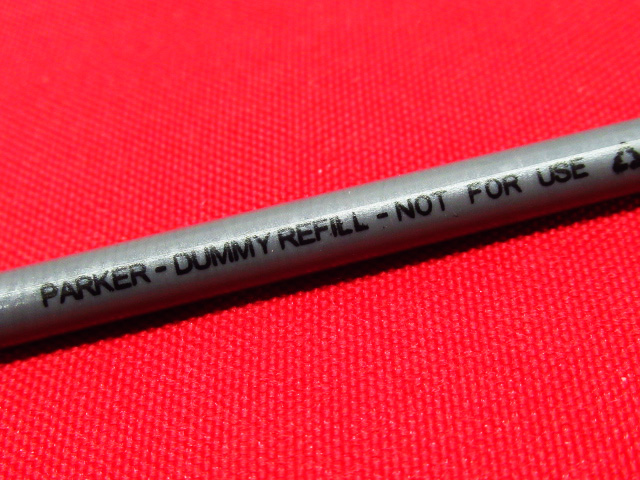 PARKER - DUMMY REFILL - NOT FOR USE